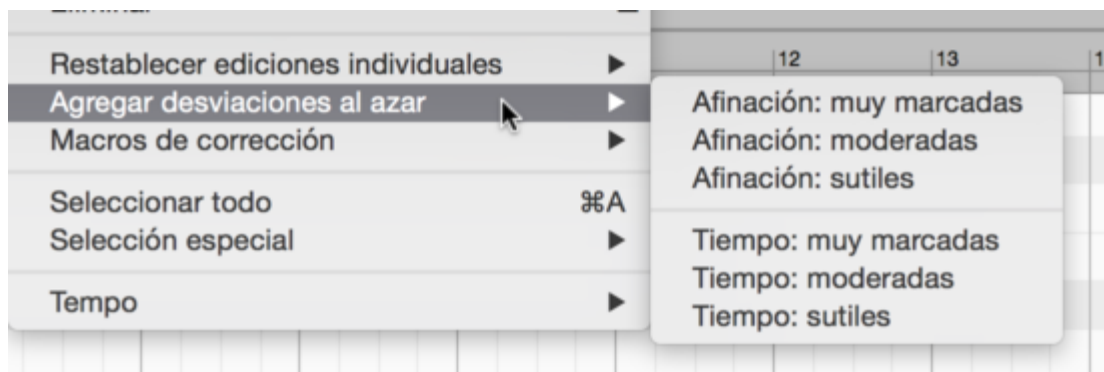 12
13
Restablecer ediciones individuales
Agregar desviaciones al azar
Macros de corrección
Seleccionar todo ⌘A
Selección especial
Tempo
Afinación: muy marcadas
Afinación: moderadas
Afinación: sutiles
Tiempo: muy marcadas
Tiempo: moderadas
Tiempo: sutiles